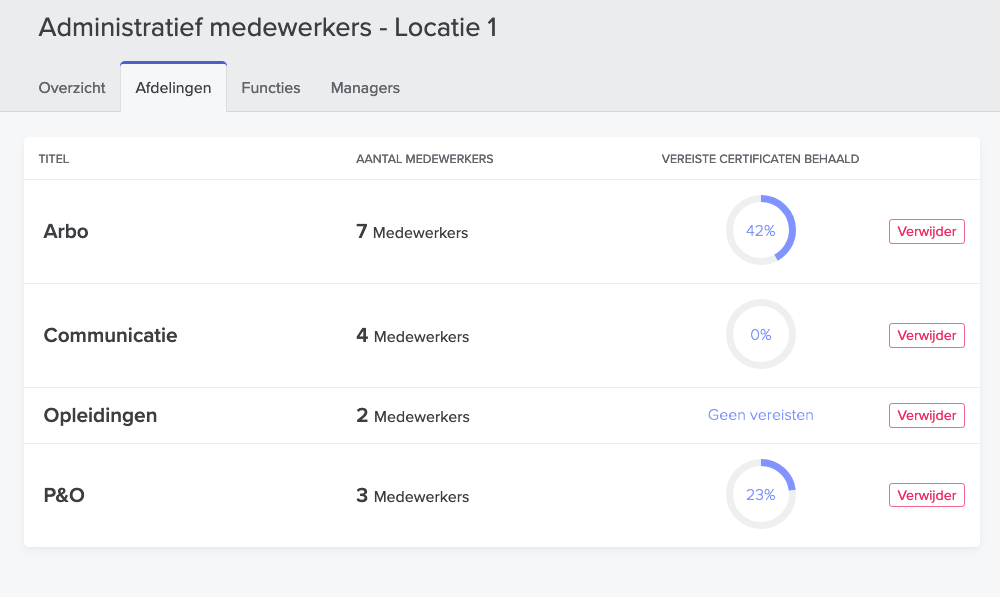 Administratief medewerkers - Locatie 1
Overzicht Afdelingen Functies Managers
TITEL AANTAL MEDEWERKERS VEREISTE CERTIFICATEN BEHAALD
Arbo 7 Medewerkers 42% Verwijder
Communicatie 4 Medewerkers 0% Verwijder
Opleidingen 2 Medewerkers Geen vereisten Verwijder
P&O 3 Medewerkers 23% Verwijder